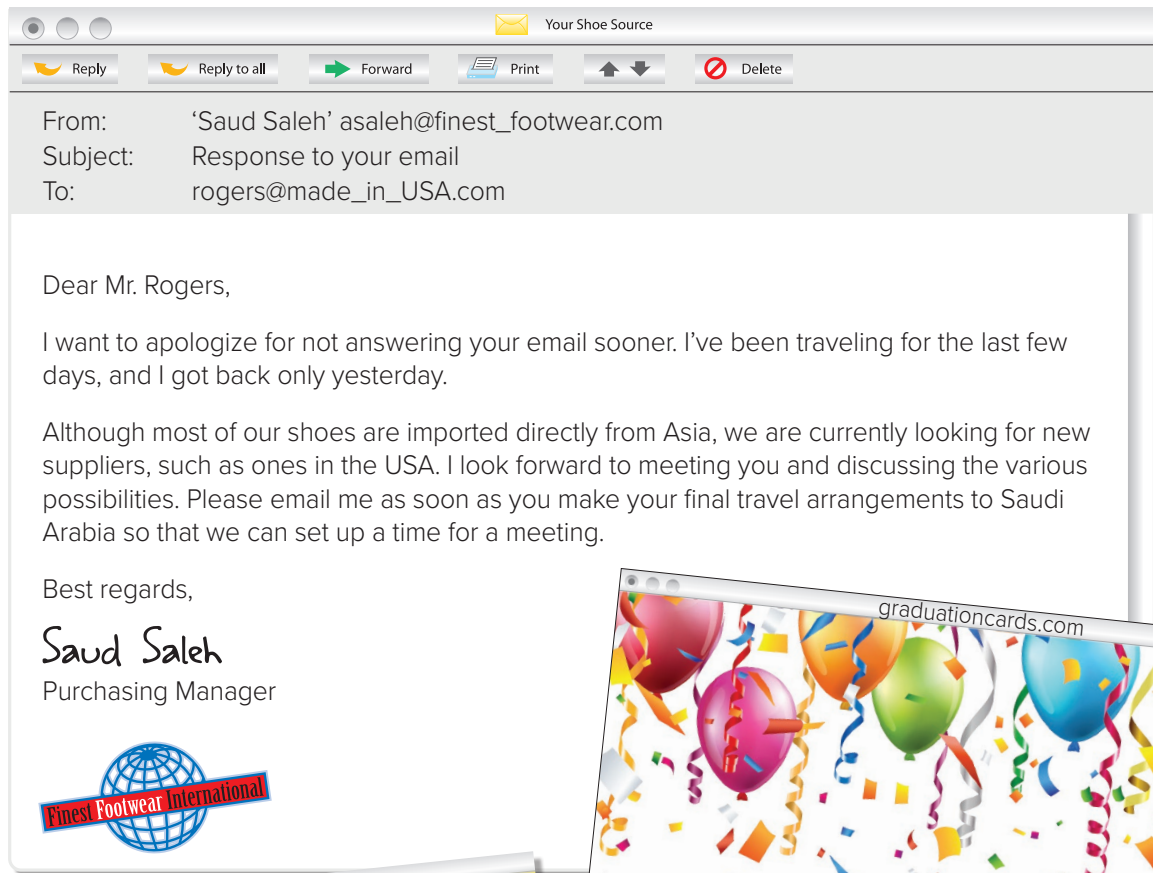 Your Shoe Source
Reply
Reply to all
Forward
Print
Delete
From: 'Saud Saleh' asaleh@finest_footwear.com
Subject: Response to your email
To: rogers@made_in_USA.com
Dear Mr. Rogers,
I want to apologize for not answering your email sooner. I've been traveling for the last few
days, and I got back only yesterday.
Although most of our shoes are imported directly from Asia, we are currently looking for new
suppliers, such as ones in the USA. I look forward to meeting you and discussing the various
possibilities. Please email me as soon as you make your final travel arrangements to Saudi
Arabia so that we can set up a time for a meeting.
Best regards,
Saud Saleh
Purchasing Manager
Finest Footwear International
graduationcards.com